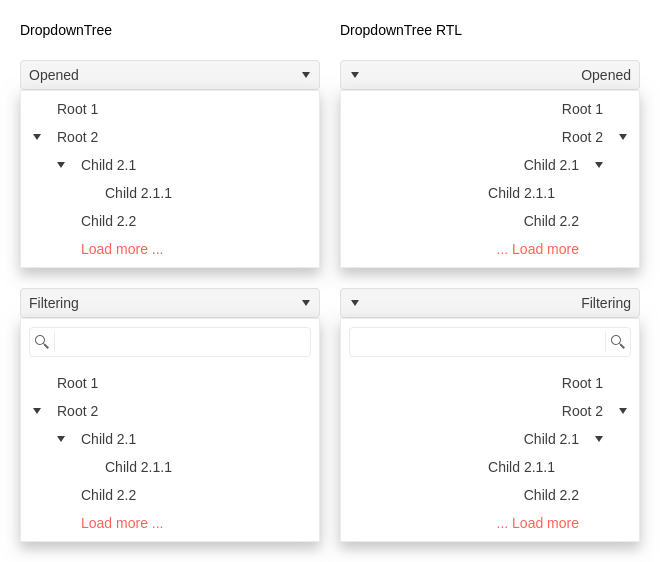 DropdownTree
Opened
Root 1
Root 2
Child 2.1
Child 2.1.1
Child 2.2
Load more ...
Filtering
Root 1
Root 2
Child 2.1
Child 2.1.1
Child 2.2
Load more ...
DropdownTree RTL
Opened
Root 1
Root 2
Child 2.1
Child 2.1.1
Child 2.2
... Load more
Filtering
Root 1
Root 2
Child 2.1
Child 2.1.1
Child 2.2
... Load more